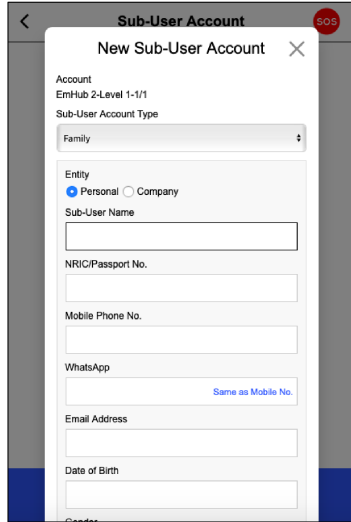 Sub-User Account
SOS
New Sub-User Account
Account
EmHub 2-Level 1-1/1
Sub-User Account Type
Family
Entity
Personal Company
Sub-User Name
NRIC/Passport No.
Mobile Phone No.
WhatsApp
Same as Mobile No.
Email Address
Date of Birth
Gender